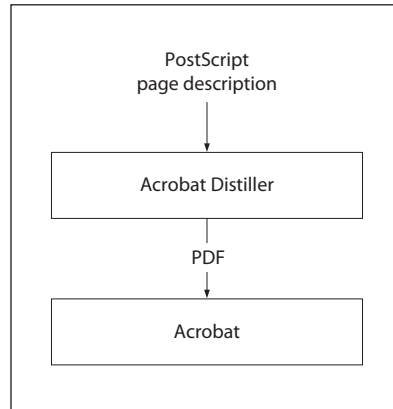 PostScript
page description
Acrobat Distiller
PDF
Acrobat